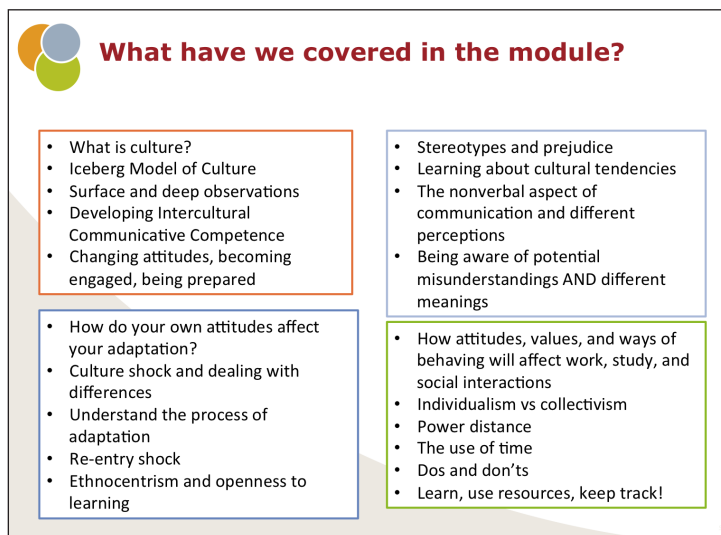 What have we covered in the module?
• What is culture?
• Iceberg Model of Culture
• Surface and deep observations
• Developing Intercultural
Communicative Competence
• Changing attitudes, becoming
engaged, being prepared
• Stereotypes and prejudice
• Learning about cultural tendencies
• The nonverbal aspect of
communication and different
perceptions
• Being aware of potential
misunderstandings AND different
meanings
• How do your own attitudes affect
your adaptation?
• Culture shock and dealing with
differences
• Understand the process of
adaptation
• Re-entry shock
• Ethnocentrism and openness to
learning
• How attitudes, values, and ways of
behaving will affect work, study, and
social interactions
• Individualism vs collectivism
• Power distance
• The use of time
• Dos and don'ts
• Learn, use resources, keep track!